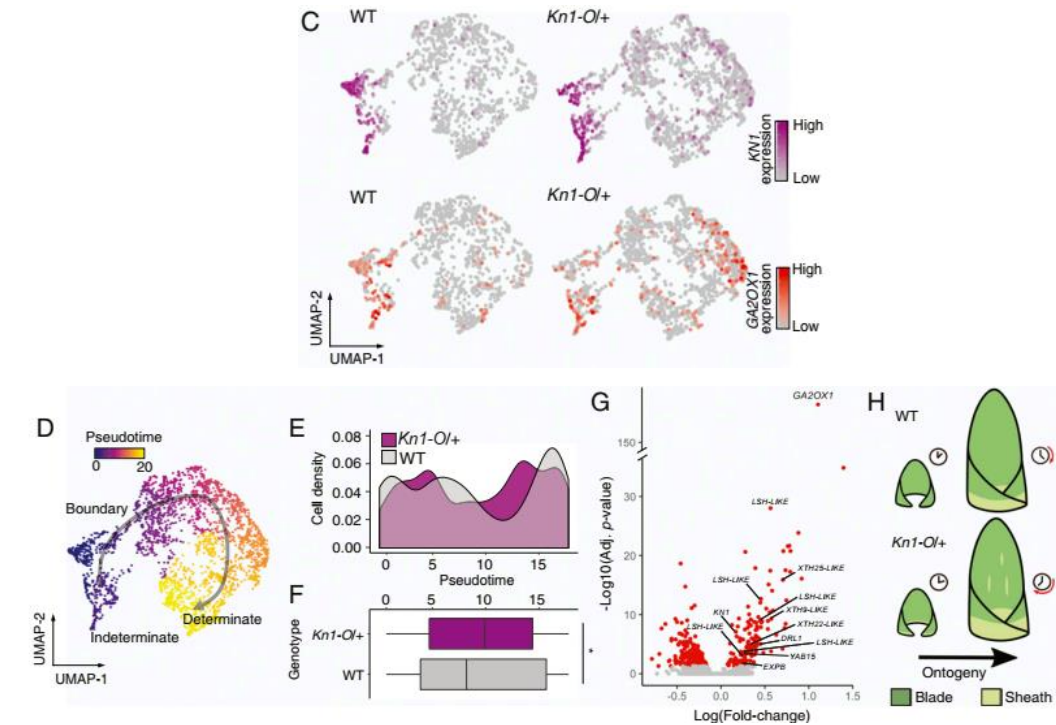 C
WT
Kn1-O/+
High
KN1
expression
Low
WT
Kn1-O/+
High
GA2OX1
expression
Low
UMAP-2
UMAP-1
D
Pseudotime
0
20
Boundary
Determinate
Indeterminate
UMAP-2
UMAP-1
E
Kn1-O/+
WT
0.08
0.06
0.04
0.02
0.00
Cell density
0
5
10
15
Pseudotime
F
5
10
15
Genotype
Kn1-O/+
WT
*
G
GA2OX1
150
30
20
10
0
-Log10(Adj. p-value)
LSH-LIKE
XTH25-LIKE
LSH-LIKE
LSH-LIKE
KN1
XTH9-LIKE
LSH-LIKE
XTH22-LIKE
DRL1
LSH-LIKE
YAB15
EXPB
-0.5
0.0
0.5
1.0
1.5
Log(Fold-change)
H
WT
Kn1-O/+
Ontogeny
Blade
Sheath